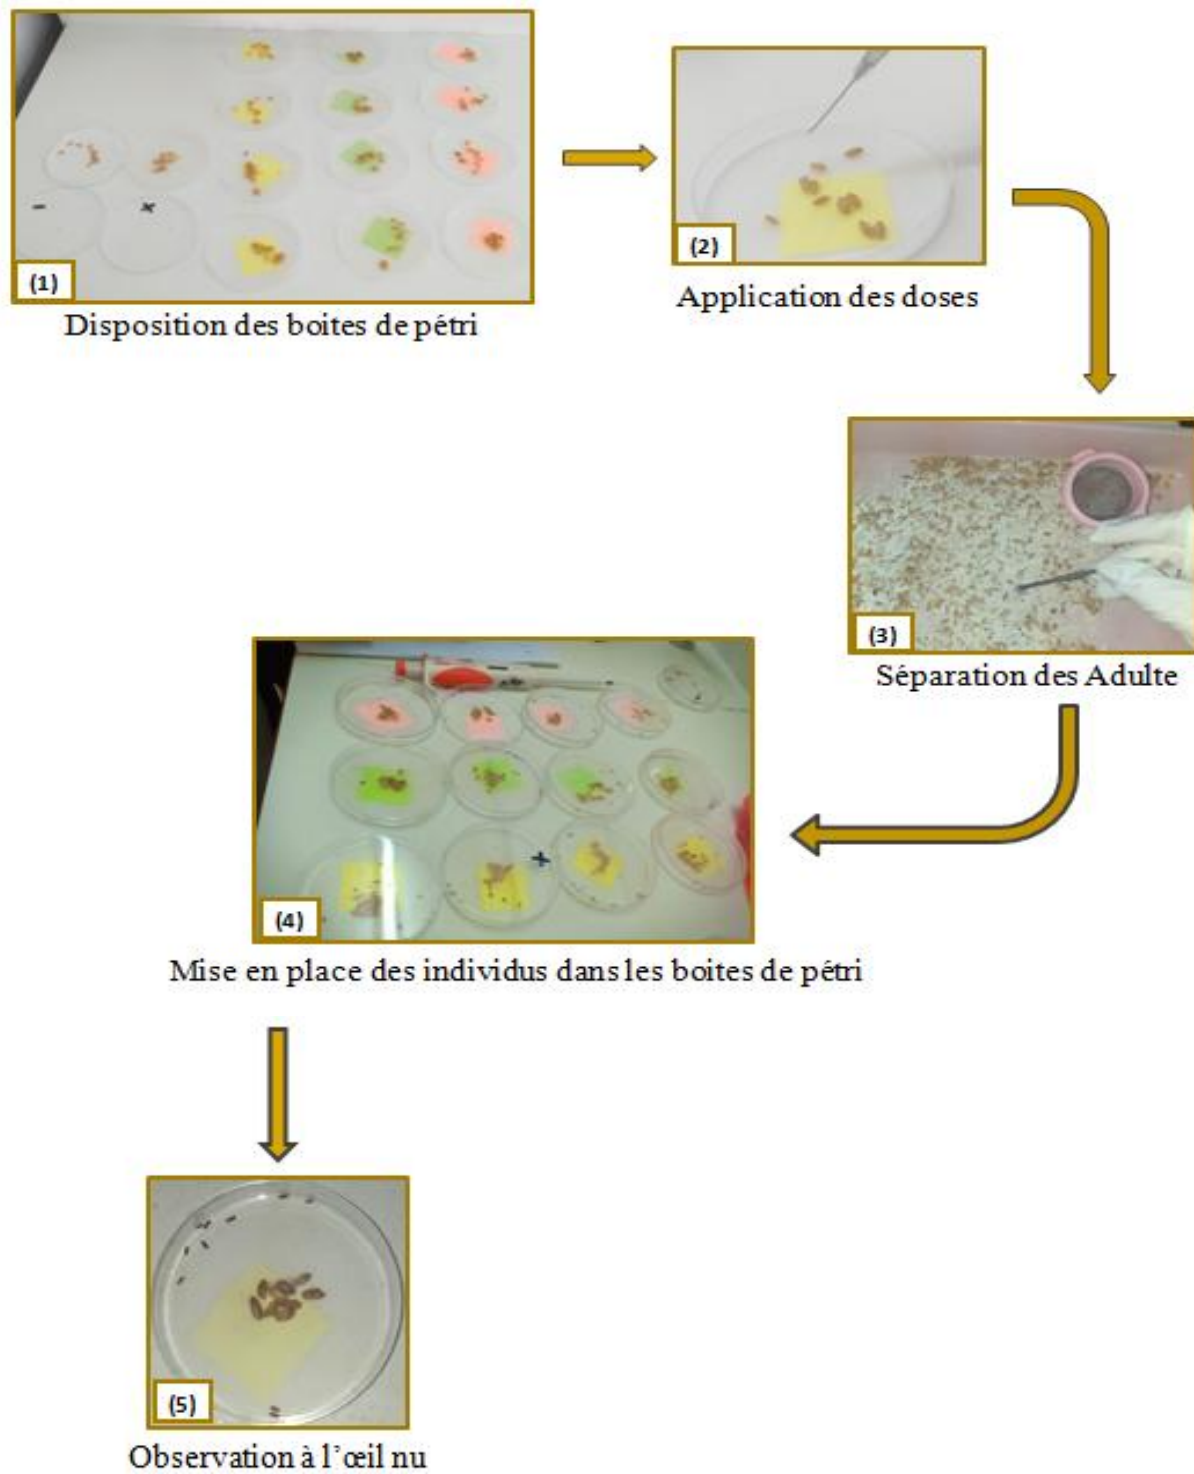 (1)
Disposition des boites de pétri
(2)
Application des doses
(3)
Séparation des Adulte
+
(4)
Mise en place des individus dans les boites de pétri
(5)
Observation à l’œil nu